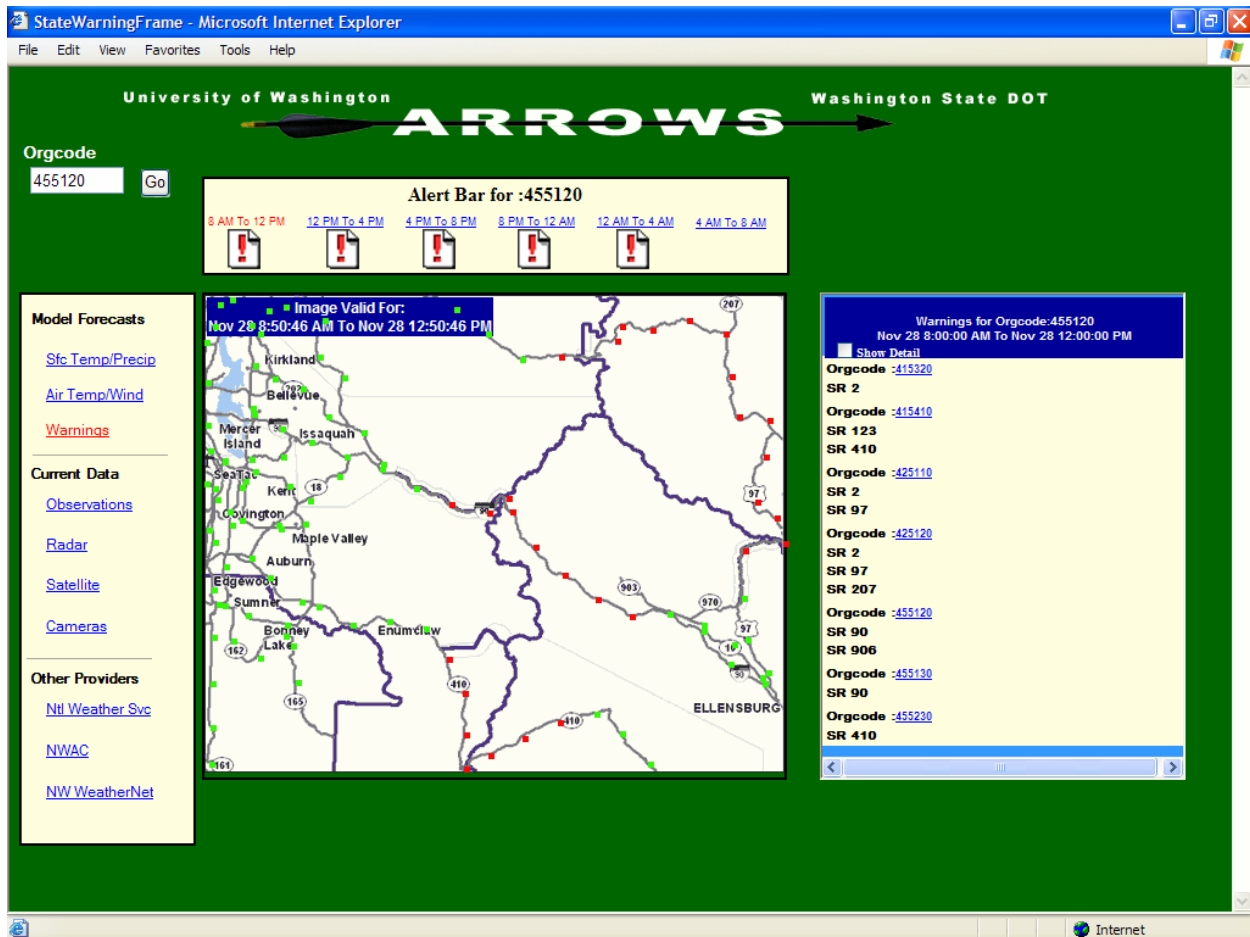 StateWarningFrame - Microsoft Internet Explorer
File Edit View Favorites Tools Help
University of Washington
ARROWS
Washington State DOT
Orgcode
455120 Go
Alert Bar for :455120
8 AM To 12 PM 12 PM To 4 PM 4 PM To 8 PM 8 PM To 12 AM 12 AM To 4 AM 4 AM To 8 AM
Model Forecasts
Sfc Temp/Precip
Air Temp/Wind
Warnings
Current Data
Observations
Radar
Satellite
Cameras
Other Providers
Ntl Weather Svc
NWAC
NW WeatherNet
Image Valid For:
Nov 28 8:50:46 AM To Nov 28 12:50:46 PM
207
Kirkland
202
Bellevue
Mercer
Island
90
Issaquah
SeaTac
Kent
18
97
90
Covington
Maple Valley
Auburn
Edgewood
903
970
Sumner
Bonney
Lake
Enumclaw
97
162
10
90
410
165
ELLENSBURG
410
161
Warnings for Orgcode:455120
Nov 28 8:00:00 AM To Nov 28 12:00:00 PM
Show Detail
Orgcode :415320
SR 2
Orgcode :415410
SR 123
SR 410
Orgcode :425110
SR 2
SR 97
Orgcode :425120
SR 2
SR 97
SR 207
Orgcode :455120
SR 90
SR 906
Orgcode :455130
SR 90
Orgcode :455230
SR 410
Internet